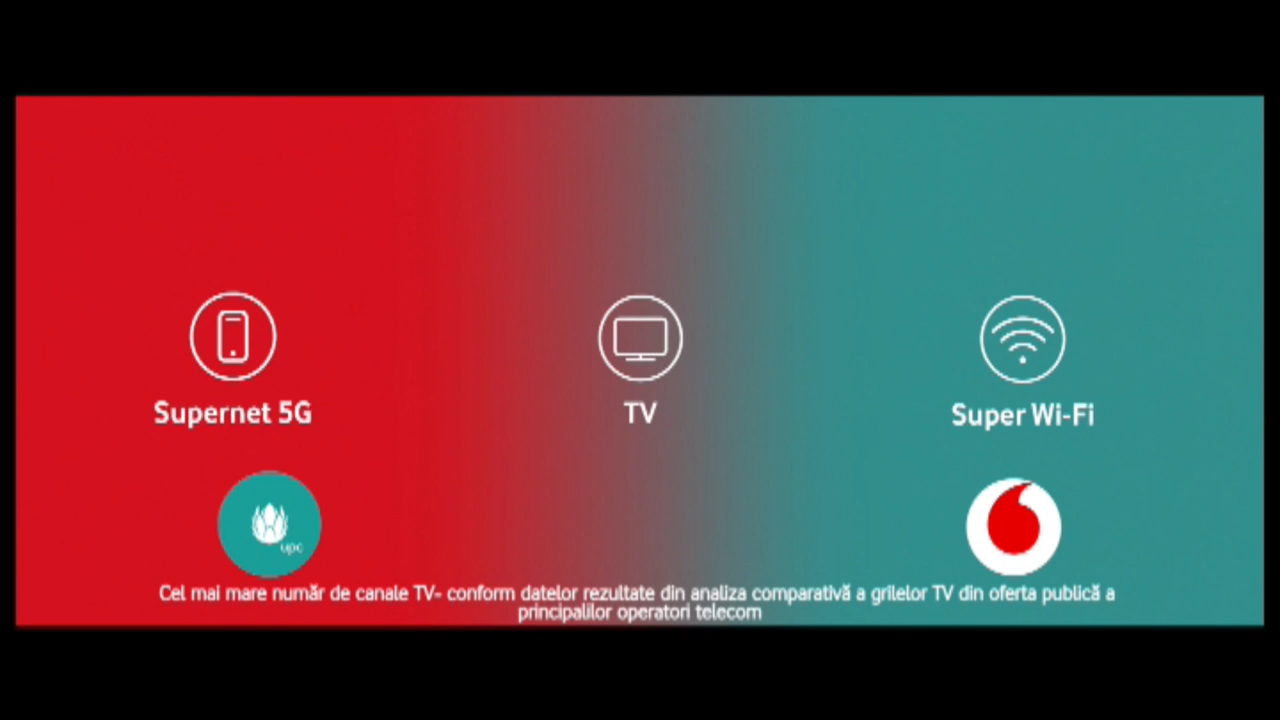 Supernet 5G
TV
Super Wi-Fi
upc
Cel mai mare număr de canale TV- conform datelor rezultate din analiza comparativă a grilelor TV din oferta publică a
principalilor operatori telecom